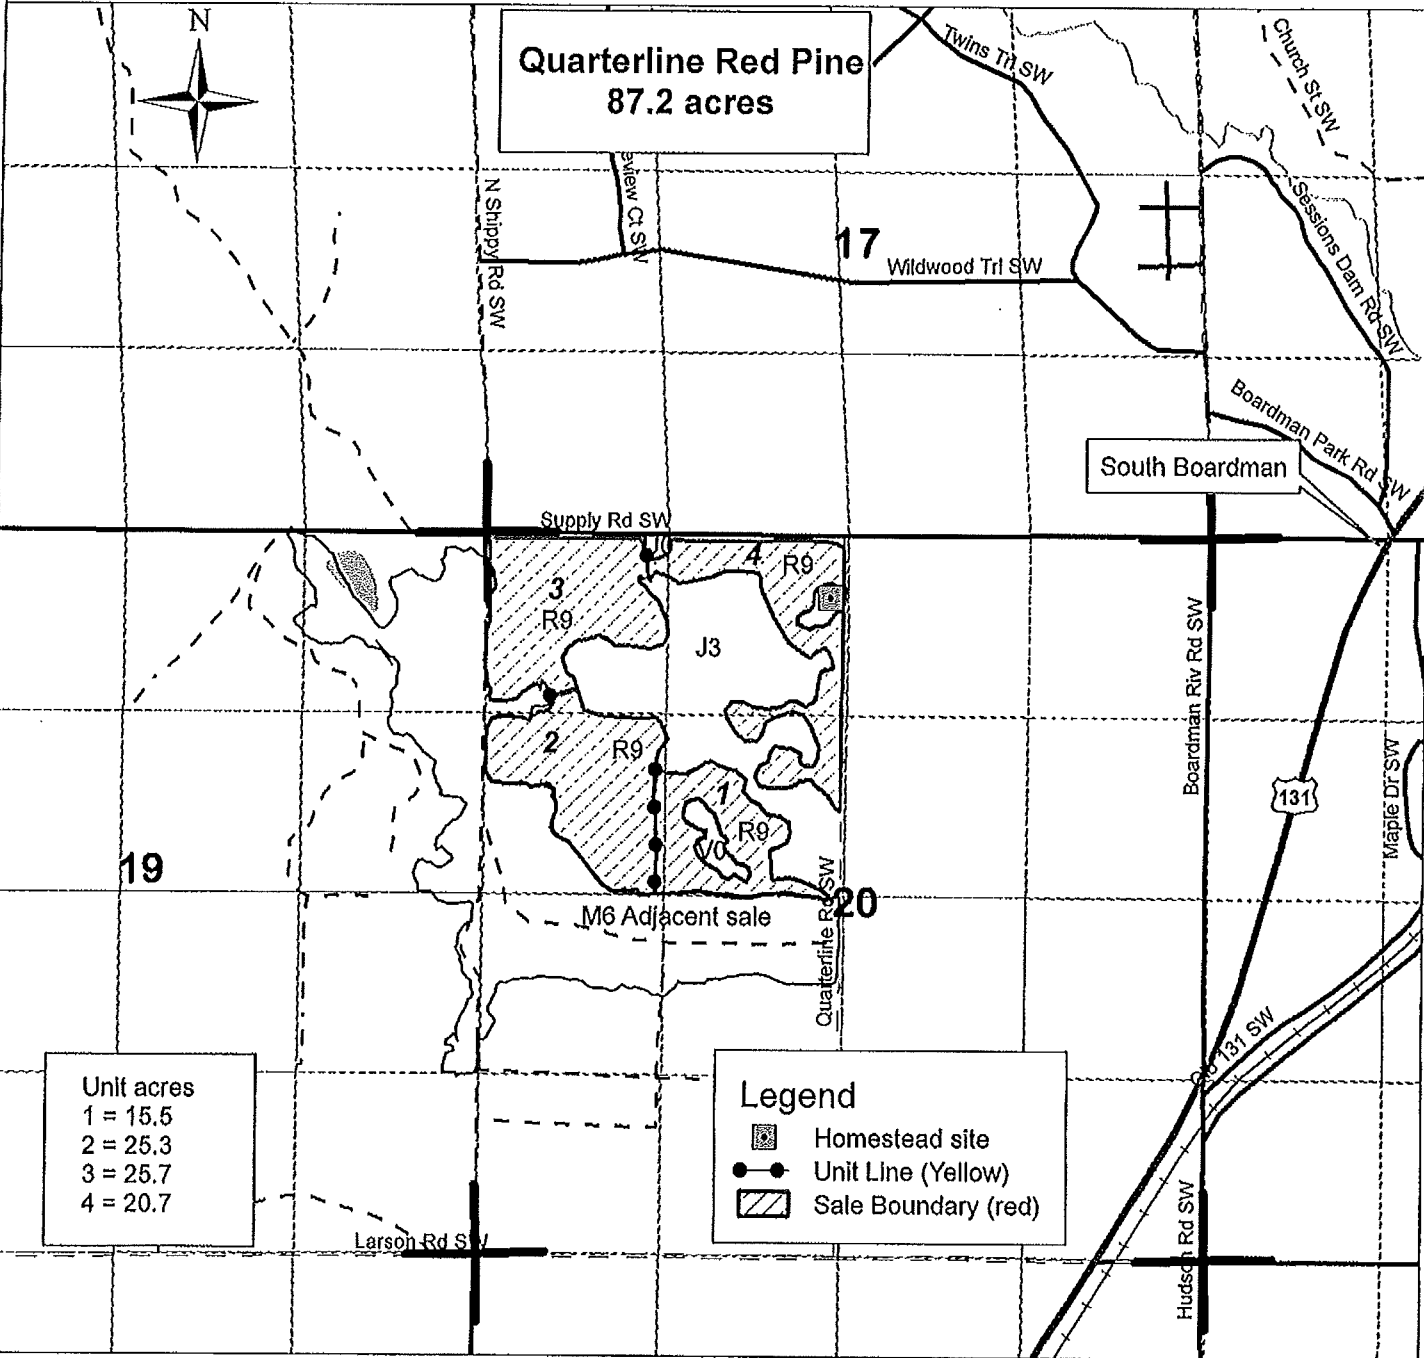 N
Quarterline Red Pine
87.2 acres
Twins Trl SW
Church St SW
N Shippy Rd SW
eview Ct SW
17
Wildwood Trl SW
Sessions Dam Rd SW
Boardman Park Rd SW
South Boardman
Supply Rd SW
4
R9
3
R9
J3
2
R9
1
R9
V0
Boardman Riv Rd SW
131
Maple Dr SW
19
20
M6 Adjacent sale
Quarterline Rd SW
131 SW
Unit acres
1 = 15.5
2 = 25.3
3 = 25.7
4 = 20.7
Legend
Homestead site
Unit Line (Yellow)
Sale Boundary (red)
Larson Rd SW
Hudson Rd SW